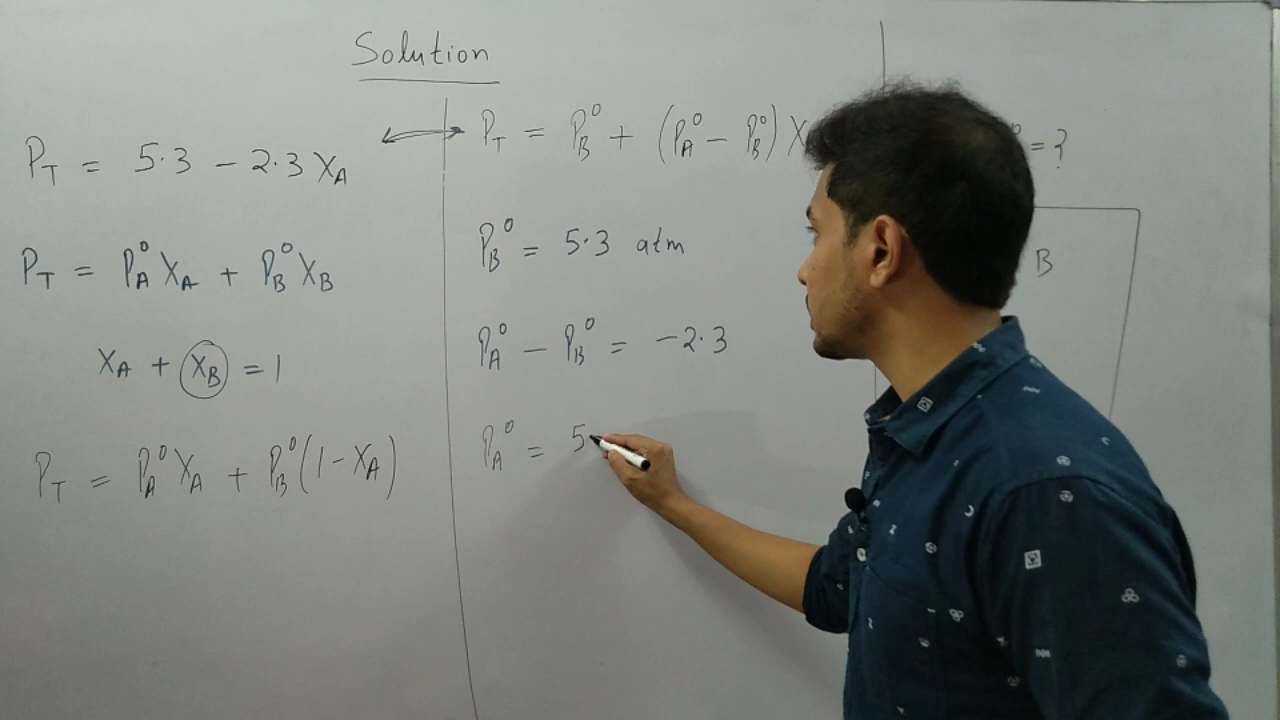 Solution
P_T = 5.3 - 2.3 X_A
P_T = P_A^0 X_A + P_B^0 X_B
X_A + X_B = 1
P_T = P_A^0 X_A + P_B^0 (1 - X_A)
P_T = P_B^0 + (P_A^0 - P_B^0) X
P_B^0 = 5.3 atm
P_A^0 - P_B^0 = -2.3
P_A^0 = 5
= ?
B